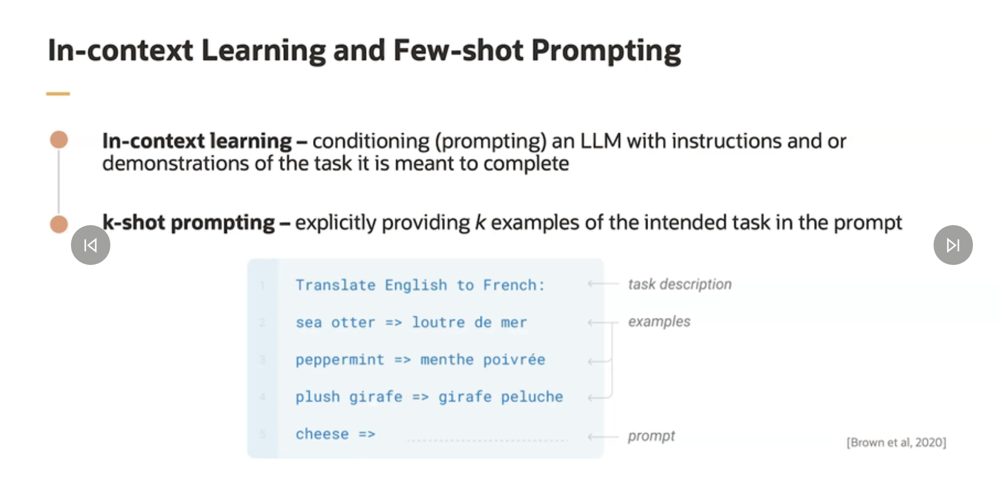 In-context Learning and Few-shot Prompting
In-context learning – conditioning (prompting) an LLM with instructions and or
demonstrations of the task it is meant to complete
k-shot prompting – explicitly providing k examples of the intended task in the prompt
1 Translate English to French: task description
2 sea otter => loutre de mer examples
3 peppermint => menthe poivrée
4 plush girafe => girafe peluche
5 cheese => prompt
[Brown et al, 2020]